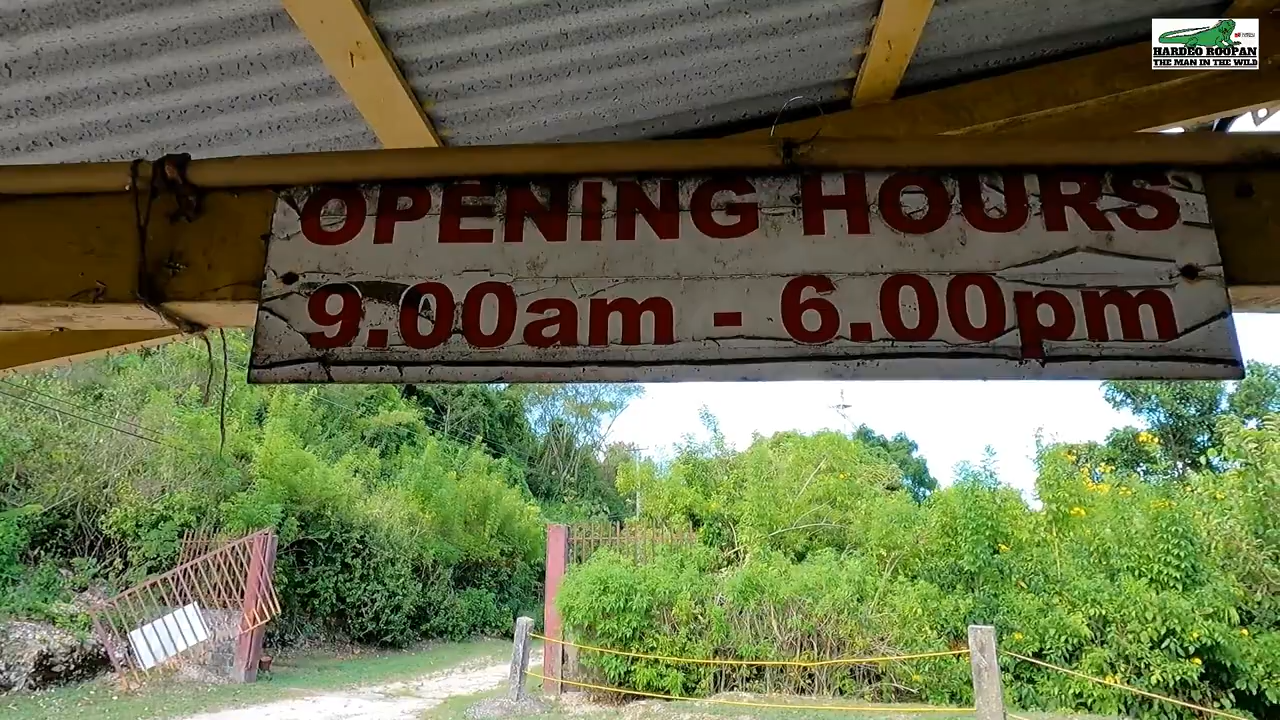 HARDEO ROOPAN
THE MAN IN THE WILD
OPENING HOURS
9.00am - 6.00pm